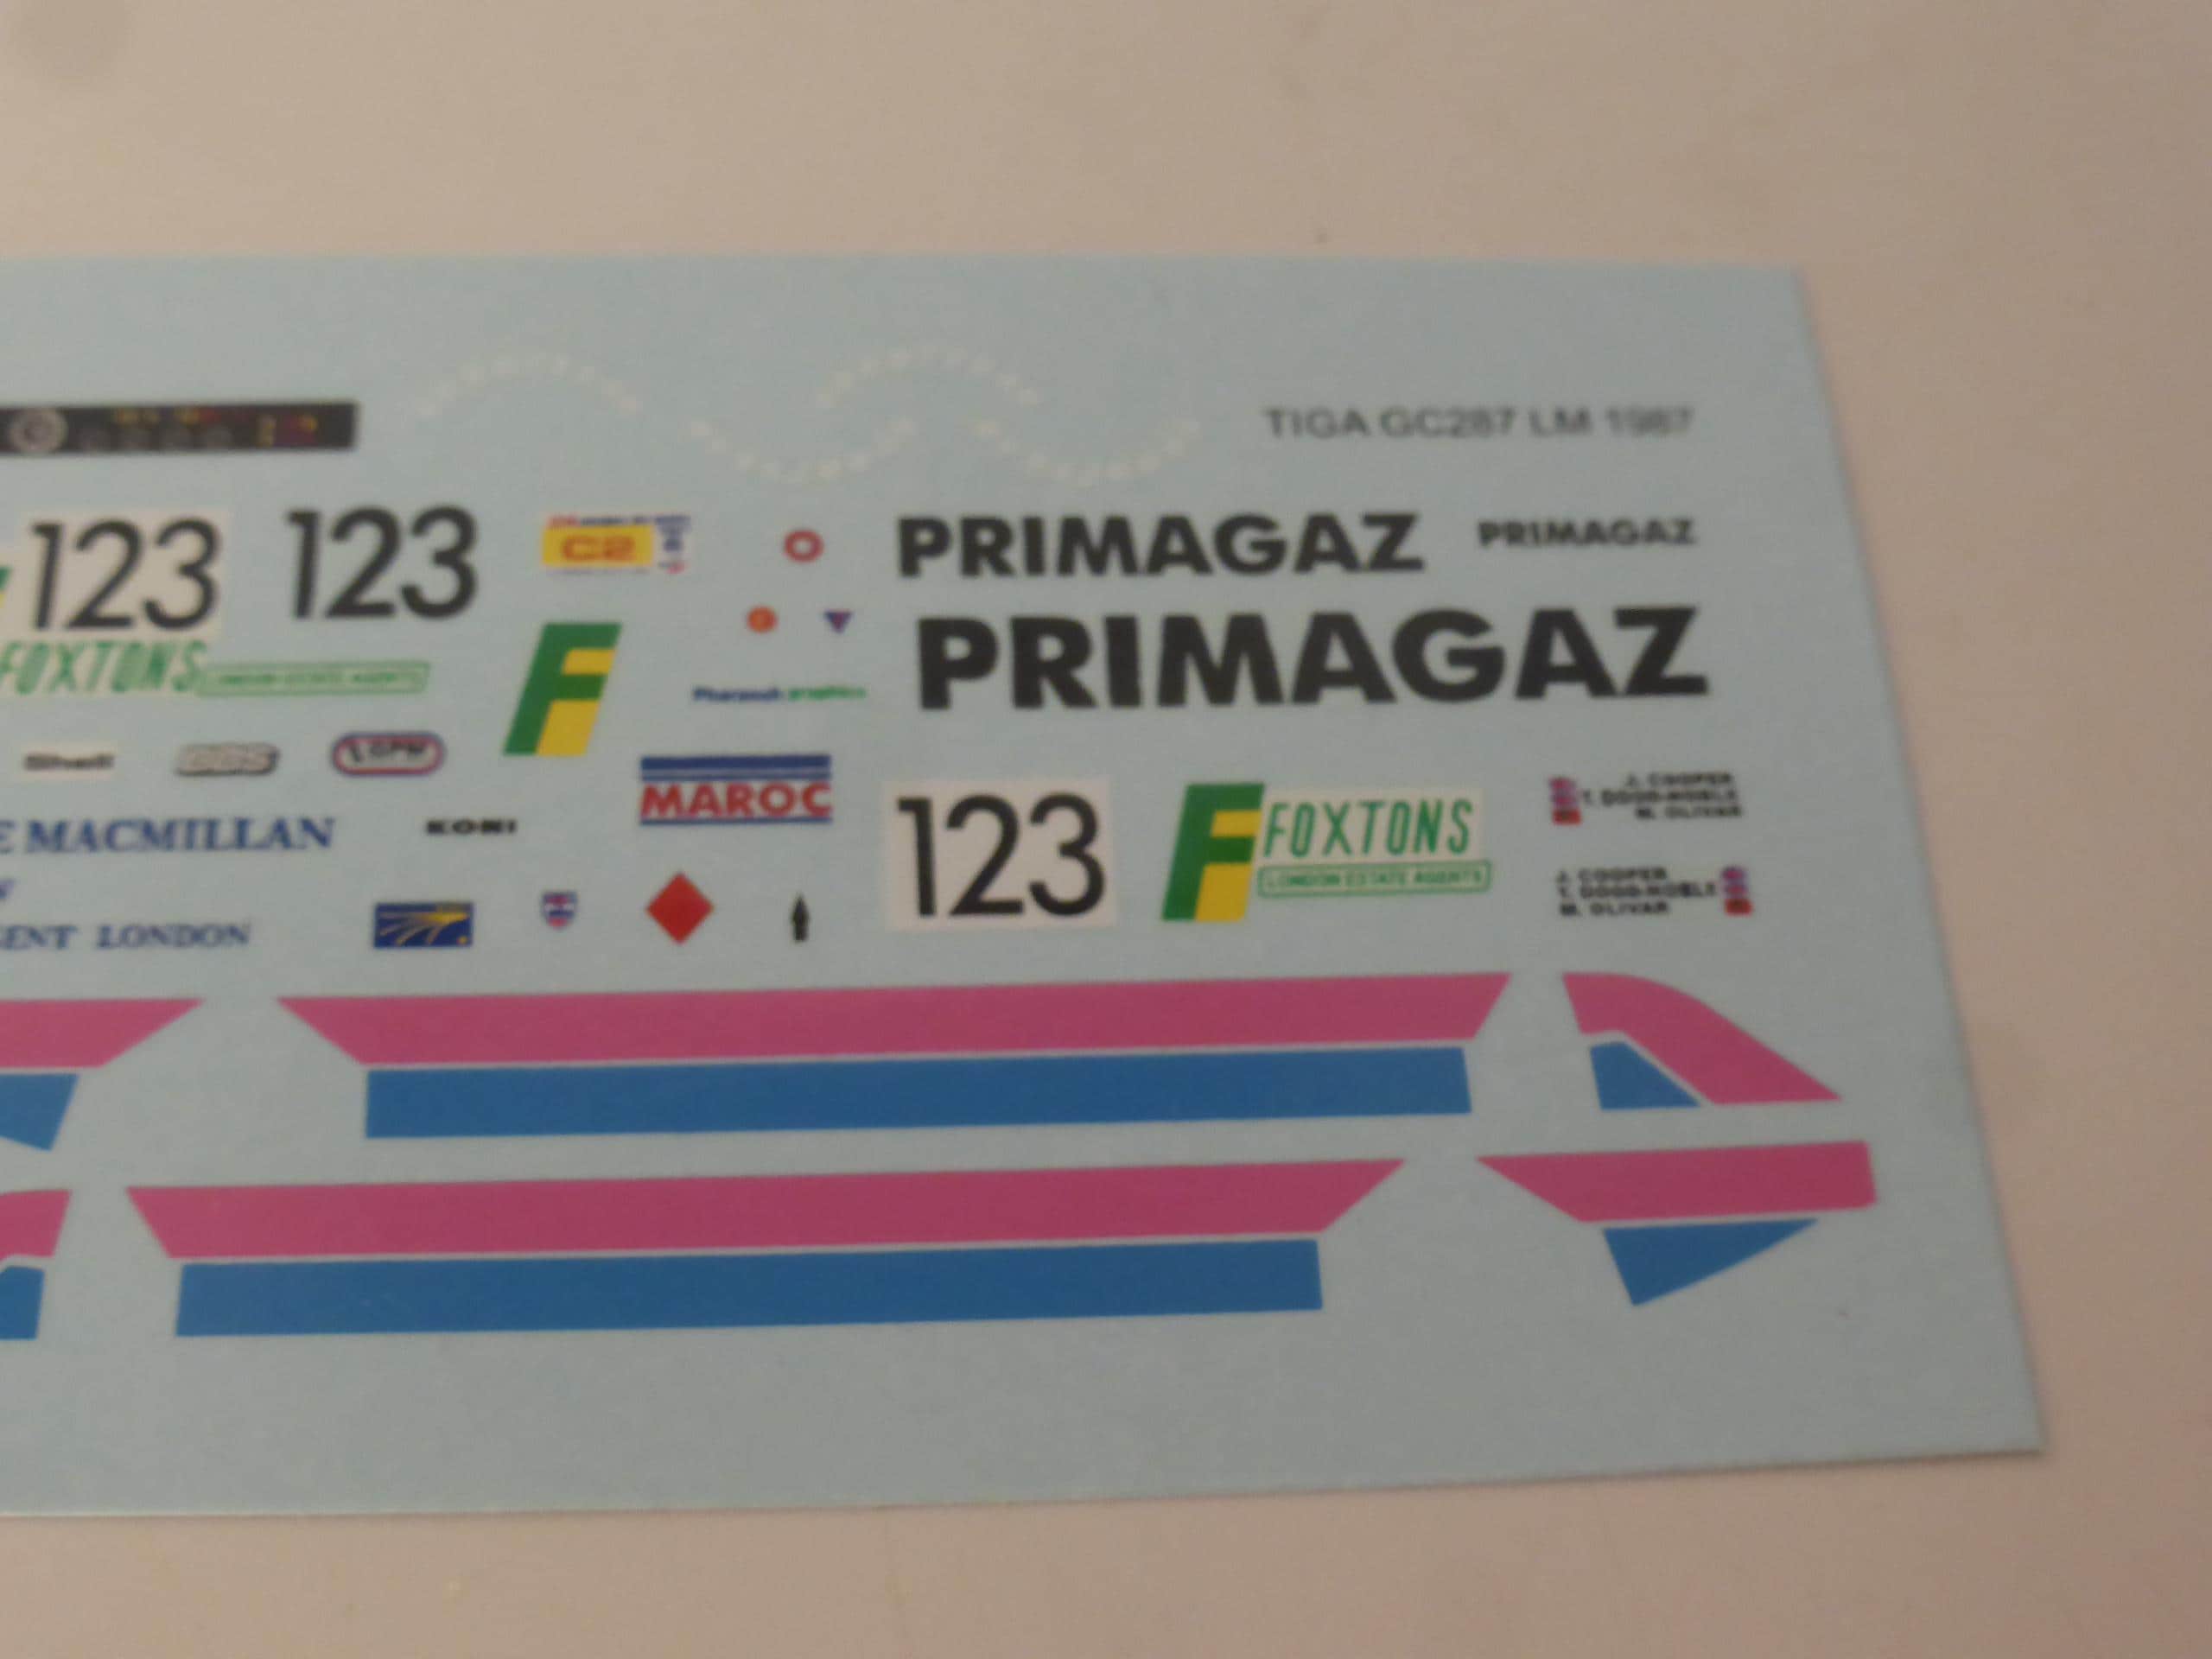 TIGA GC287 LM 1987
123
123
C2
PRIMAGAZ
PRIMAGAZ
F
PRIMAGAZ
FOXTONS
LONDON ESTATE AGENTS
Pharaoh graphics
Shell
MAROC
MACMILLAN
KONI
123
F
FOXTONS
LONDON ESTATE AGENTS
J. COOPER
T. DODD-NOBLE
M. OLIVAR
J. COOPER
T. DODD-NOBLE
M. OLIVAR
LONDON